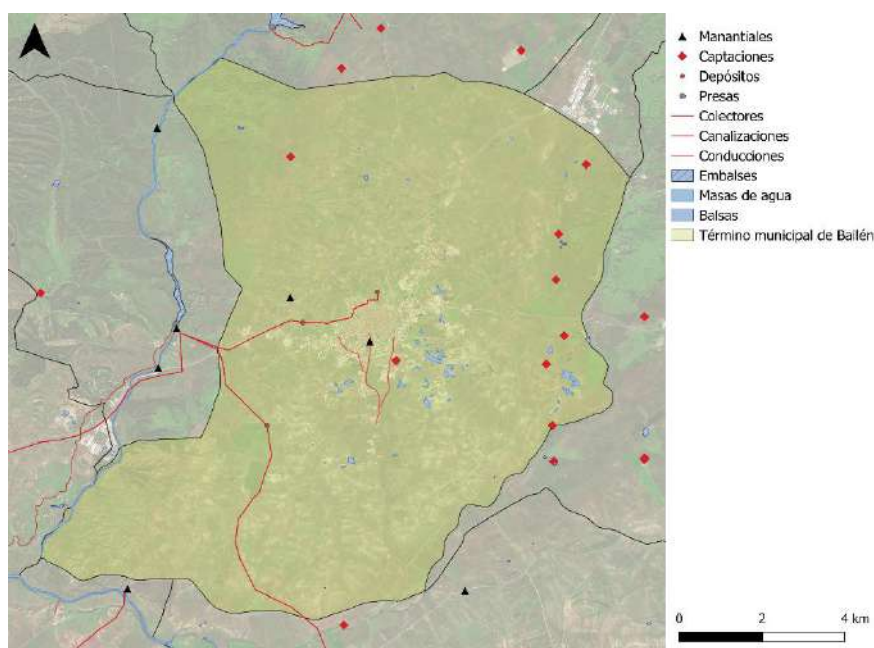 Manantiales
Captaciones
Depósitos
Presas
Colectores
Canalizaciones
Conducciones
Embalses
Masas de agua
Balsas
Término municipal de Bailén
0 2 4 km